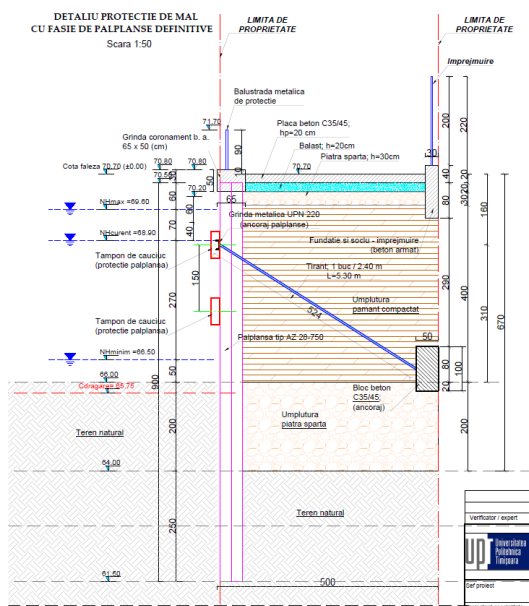 DETALIU PROTECTIE DE MAL
CU FASIE DE PALPLANSE DEFINITIVE
Scara 1:50
LIMITA DE
PROPRIETATE
LIMITA DE
PROPRIETATE
Imprejmuire
Balustrada metalica
de protectie
71.70
Placa beton C35/45;
hp=20 cm
Grinda coronament b. a.
65 x 50 (cm)
Balast; h=20cm
Piatra sparta; h=30cm
Cota faleza 70.70 (±0.00)
70.80
70.80
70.70
70.50
70.20
90
10
30
200
220
40
80
20
20
30
160
50
60
65
60
70
40
NHmax =69.60
NHcurent =68.90
Grinda metalica UPN 220
(ancoraj palplanse)
Tampon de cauciuc
(protectie palplansa)
Fundatie si soclu - imprejmuire
(beton armat)
Tirant; 1 buc / 2.40 m
L=5.30 m
150
270
524
290
400
310
670
Umplutura
pamant compactat
Tampon de cauciuc
(protectie palplansa)
Palplansa tip AZ 28-750
50
NHminim =66.50
50
80
100
20
66.00
Cdragare=65.75
900
Bloc beton
C35/45;
(ancoraj)
Umplutura
piatra sparta
Teren natural
200
200
64.00
Teren natural
250
61.50
500
Verificator / expert
UPT
Universitatea
Politehnica
Timişoara
Sef proiect